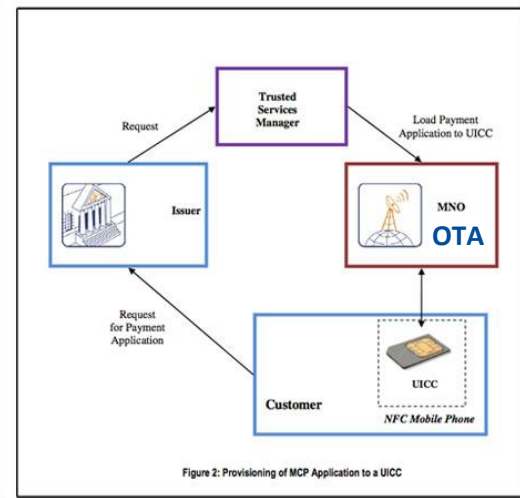 Trusted
Services
Manager
Request
Load Payment
Application to UICC
Issuer
MNO
OTA
Request
for Payment
Application
UICC
Customer
NFC Mobile Phone
Figure 2: Provisioning of MCP Application to a UICC